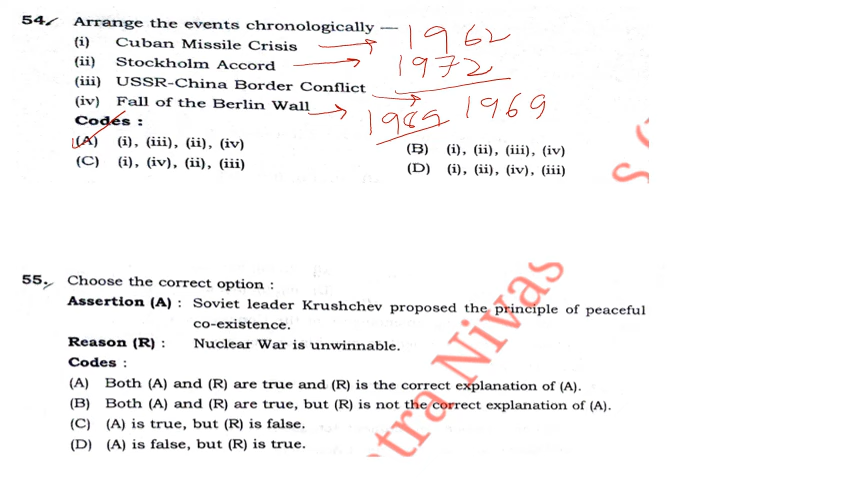 54. Arrange the events chronologically —
(i) Cuban Missile Crisis 1962
(ii) Stockholm Accord 1972
(iii) USSR-China Border Conflict 1969
(iv) Fall of the Berlin Wall 1989
Codes :
(A) (i), (iii), (ii), (iv)
(B) (i), (ii), (iii), (iv)
(C) (i), (iv), (ii), (iii)
(D) (i), (ii), (iv), (iii)
55. Choose the correct option :
Assertion (A) : Soviet leader Krushchev proposed the principle of peaceful
co-existence.
Reason (R) : Nuclear War is unwinnable.
Codes :
(A) Both (A) and (R) are true and (R) is the correct explanation of (A).
(B) Both (A) and (R) are true, but (R) is not the correct explanation of (A).
(C) (A) is true, but (R) is false.
(D) (A) is false, but (R) is true.
Nivas